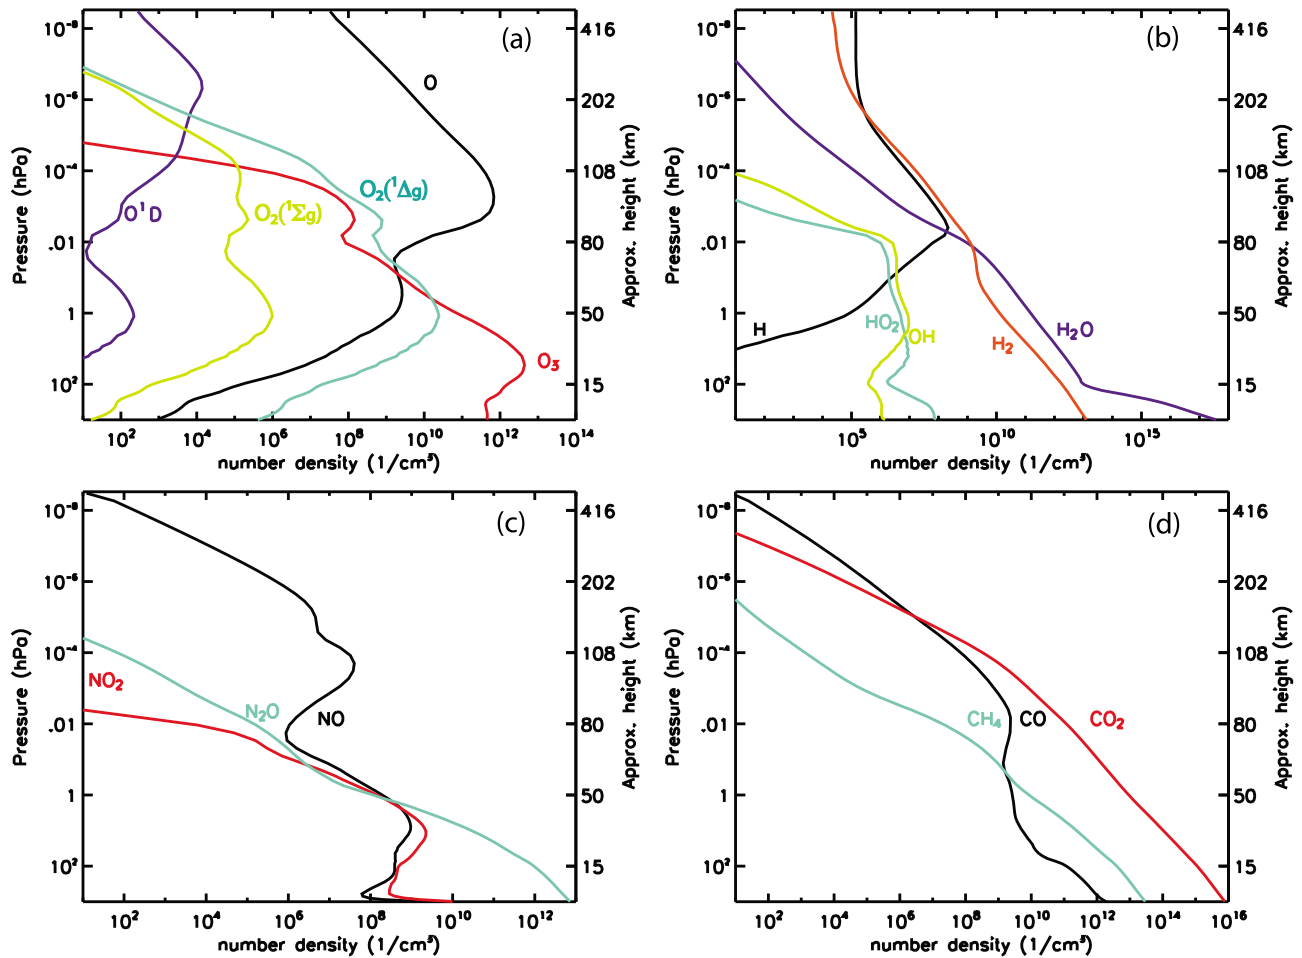 (a)
10⁻⁸
10⁻⁶
10⁻⁴
.01
1
10²
Pressure (hPa)
416
202
108
80
50
15
Approx. height (km)
O
O₂(¹Δg)
O¹D
O₂(¹Σg)
O₃
10² 10⁴ 10⁶ 10⁸ 10¹⁰ 10¹² 10¹⁴
number density (1/cm³)
(b)
10⁻⁸
10⁻⁶
10⁻⁴
.01
1
10²
Pressure (hPa)
416
202
108
80
50
15
Approx. height (km)
H
HO₂
OH
H₂
H₂O
10⁵ 10¹⁰ 10¹⁵
number density (1/cm³)
(c)
10⁻⁸
10⁻⁶
10⁻⁴
.01
1
10²
Pressure (hPa)
416
202
108
80
50
15
Approx. height (km)
NO₂
N₂O
NO
10² 10⁴ 10⁶ 10⁸ 10¹⁰ 10¹²
number density (1/cm³)
(d)
10⁻⁸
10⁻⁶
10⁻⁴
.01
1
10²
Pressure (hPa)
416
202
108
80
50
15
Approx. height (km)
CH₄
CO
CO₂
10² 10⁴ 10⁶ 10⁸ 10¹⁰ 10¹² 10¹⁴ 10¹⁶
number density (1/cm³)